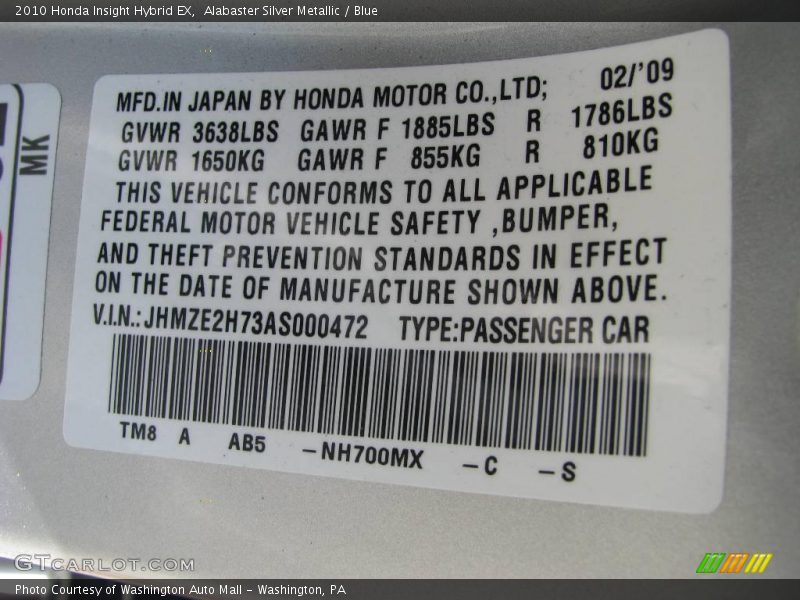 2010 Honda Insight Hybrid EX,  Alabaster Silver Metallic / Blue
MK
MFD.IN JAPAN BY HONDA MOTOR CO.,LTD; 02/'09
GVWR 3638LBS GAWR F 1885LBS R 1786LBS
GVWR 1650KG GAWR F 855KG R 810KG
THIS VEHICLE CONFORMS TO ALL APPLICABLE
FEDERAL MOTOR VEHICLE SAFETY ,BUMPER,
AND THEFT PREVENTION STANDARDS IN EFFECT
ON THE DATE OF MANUFACTURE SHOWN ABOVE.
V.I.N.:JHMZE2H73AS000472 TYPE:PASSENGER CAR
TM8 A AB5 –NH700MX –C –S
GTCARLOT.COM
Photo Courtesy of Washington Auto Mall – Washington, PA